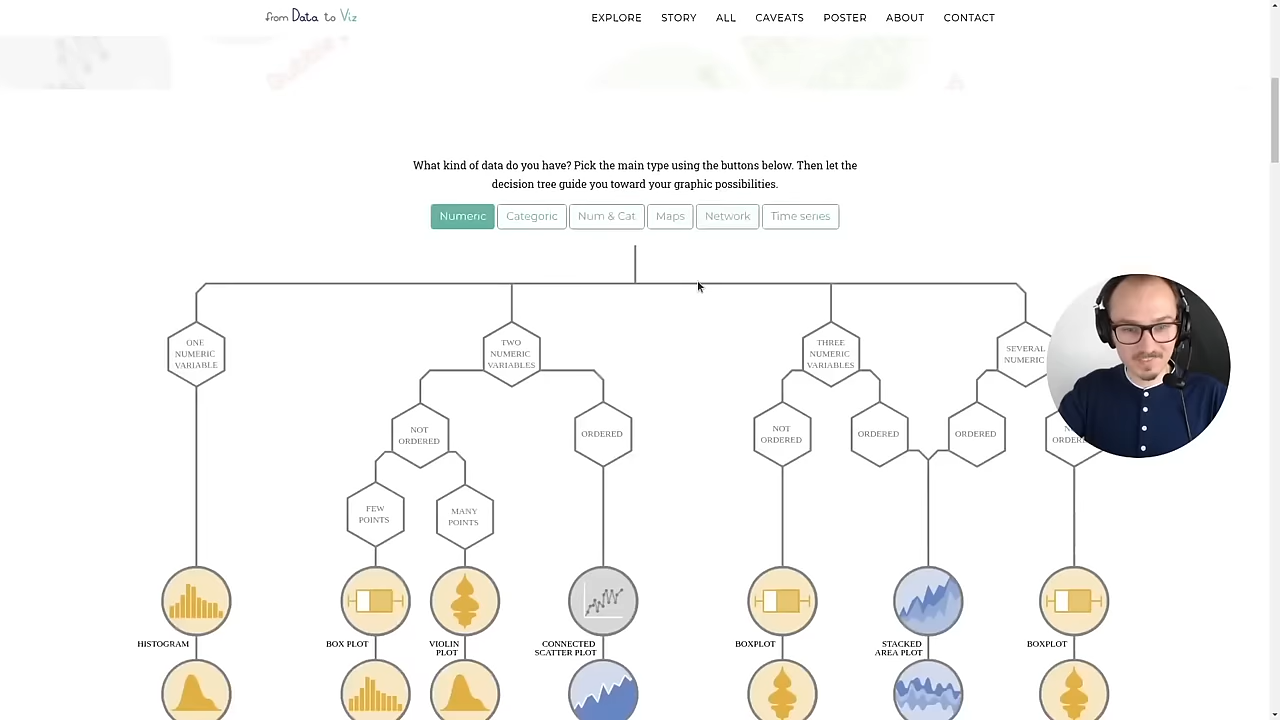 from Data to Viz
EXPLORE STORY ALL CAVEATS POSTER ABOUT CONTACT
What kind of data do you have? Pick the main type using the buttons below. Then let the
decision tree guide you toward your graphic possibilities.
Numeric Categoric Num & Cat Maps Network Time series
ONE
NUMERIC
VARIABLE
TWO
NUMERIC
VARIABLES
THREE
NUMERIC
VARIABLES
SEVERAL
NUMERIC
NOT
ORDERED
ORDERED
NOT
ORDERED
ORDERED
ORDERED
FEW
POINTS
MANY
POINTS
HISTOGRAM
BOX PLOT
VIOLIN
PLOT
CONNECTED
SCATTER PLOT
BOXPLOT
STACKED
AREA PLOT
BOXPLOT